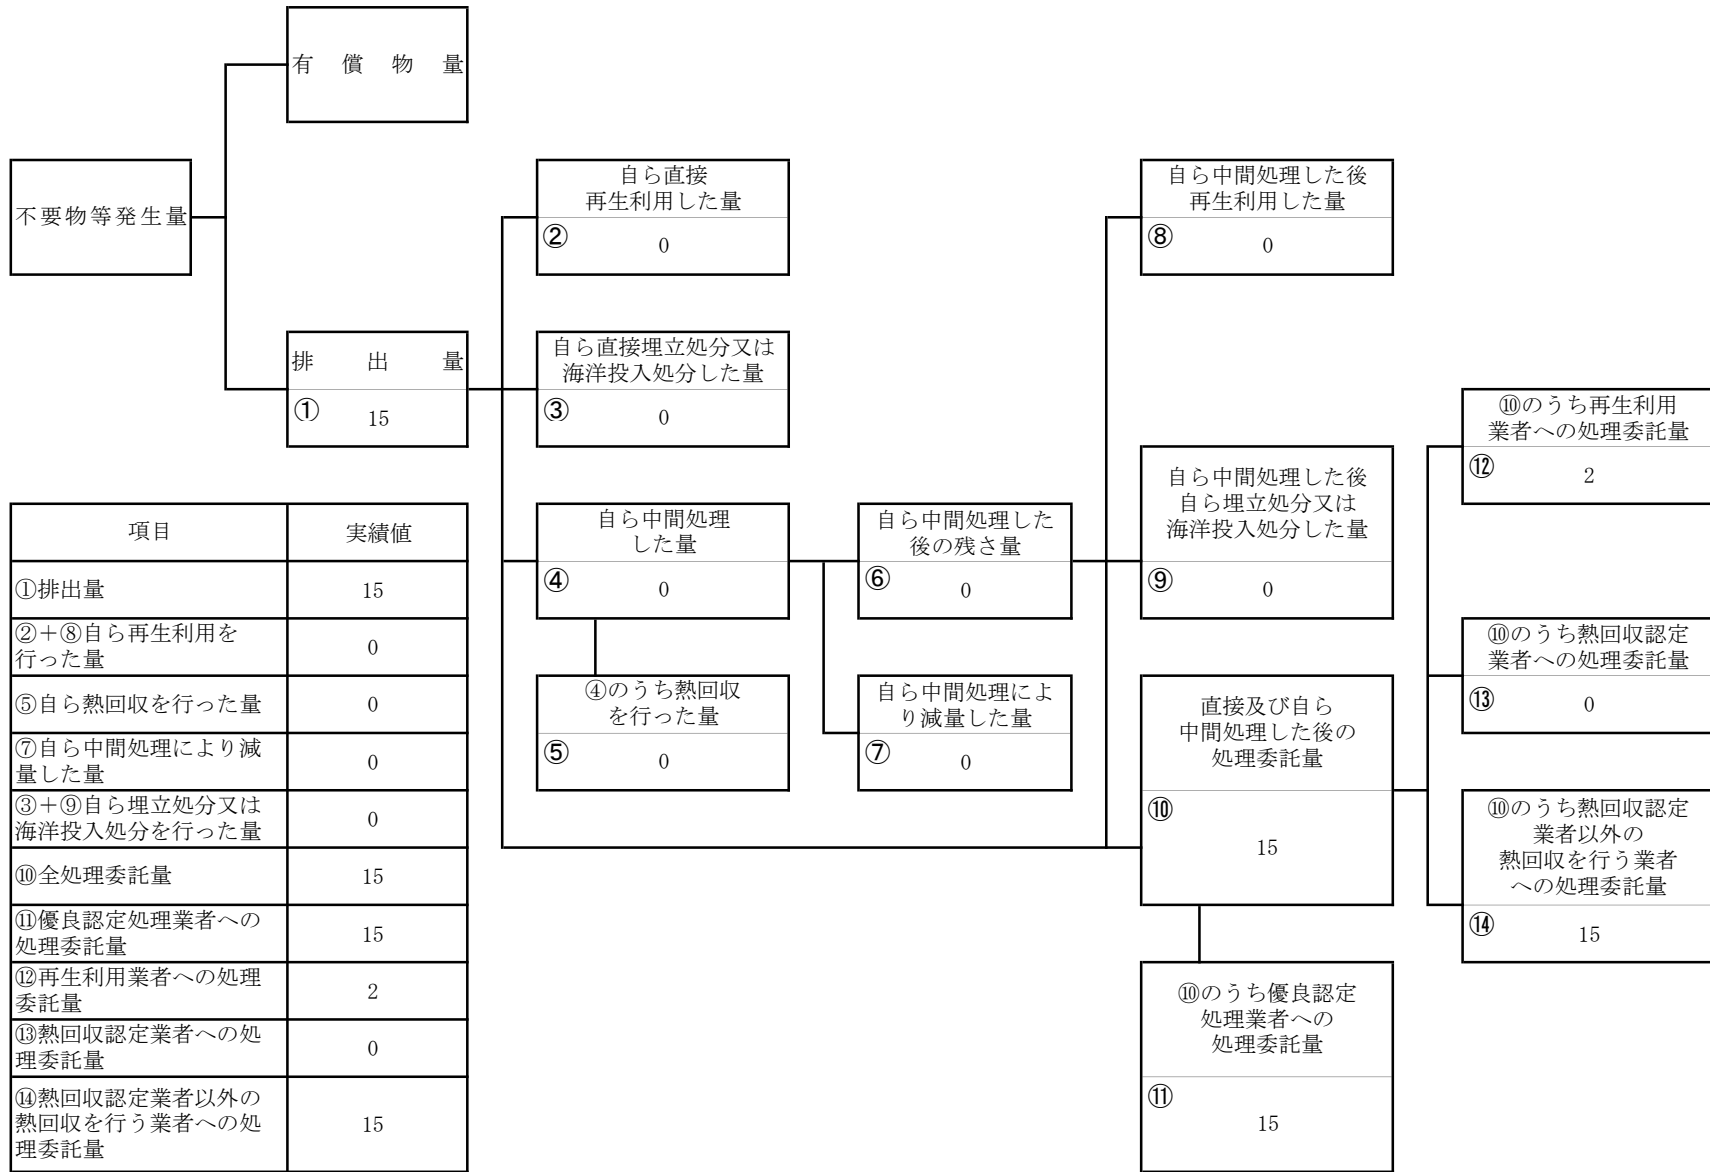 有償物量
不要物等発生量
排出量
① 15
自ら直接
再生利用した量
② 0
自ら直接埋立処分又は
海洋投入処分した量
③ 0
自ら中間処理
した量
④ 0
④のうち熱回収
を行った量
⑤ 0
自ら中間処理した
後の残さ量
⑥ 0
自ら中間処理によ
り減量した量
⑦ 0
自ら中間処理した後
再生利用した量
⑧ 0
自ら中間処理した後
自ら埋立処分又は
海洋投入処分した量
⑨ 0
直接及び自ら
中間処理した後の
処理委託量
⑩
15
⑩のうち優良認定
処理業者への
処理委託量
⑪
15
⑩のうち再生利用
業者への処理委託量
⑫ 2
⑩のうち熱回収認定
業者への処理委託量
⑬ 0
⑩のうち熱回収認定
業者以外の
熱回収を行う業者
への処理委託量
⑭ 15
項目 実績値
①排出量 15
②+⑧自ら再生利用を
行った量 0
⑤自ら熱回収を行った量 0
⑦自ら中間処理により減
量した量 0
③+⑨自ら埋立処分又は
海洋投入処分を行った量 0
⑩全処理委託量 15
⑪優良認定処理業者への
処理委託量 15
⑫再生利用業者への処理
委託量 2
⑬熱回収認定業者への処
理委託量 0
⑭熱回収認定業者以外の
熱回収を行う業者への処
理委託量 15